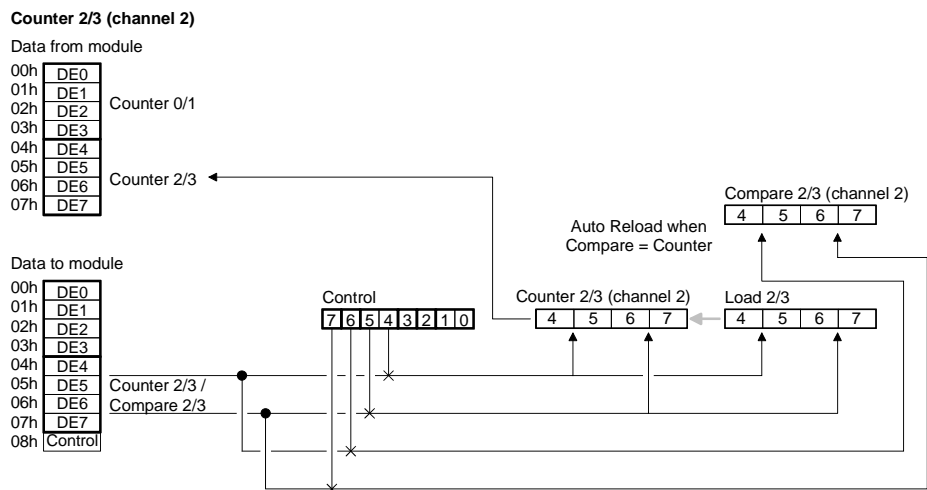 Counter 2/3 (channel 2)
Data from module
00h DE0
01h DE1
02h DE2
03h DE3
Counter 0/1
04h DE4
05h DE5
06h DE6
07h DE7
Counter 2/3
Compare 2/3 (channel 2)
4 5 6 7
Auto Reload when
Compare = Counter
Data to module
00h DE0
01h DE1
02h DE2
03h DE3
04h DE4
05h DE5
06h DE6
07h DE7
08h Control
Counter 2/3 /
Compare 2/3
Control
7 6 5 4 3 2 1 0
Counter 2/3 (channel 2)
4 5 6 7
Load 2/3
4 5 6 7